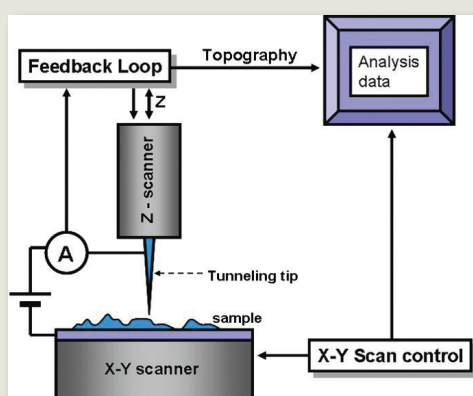 Feedback Loop
Topography
Analysis
data
Z
Z - scanner
A
Tunneling tip
sample
X-Y scanner
X-Y Scan control